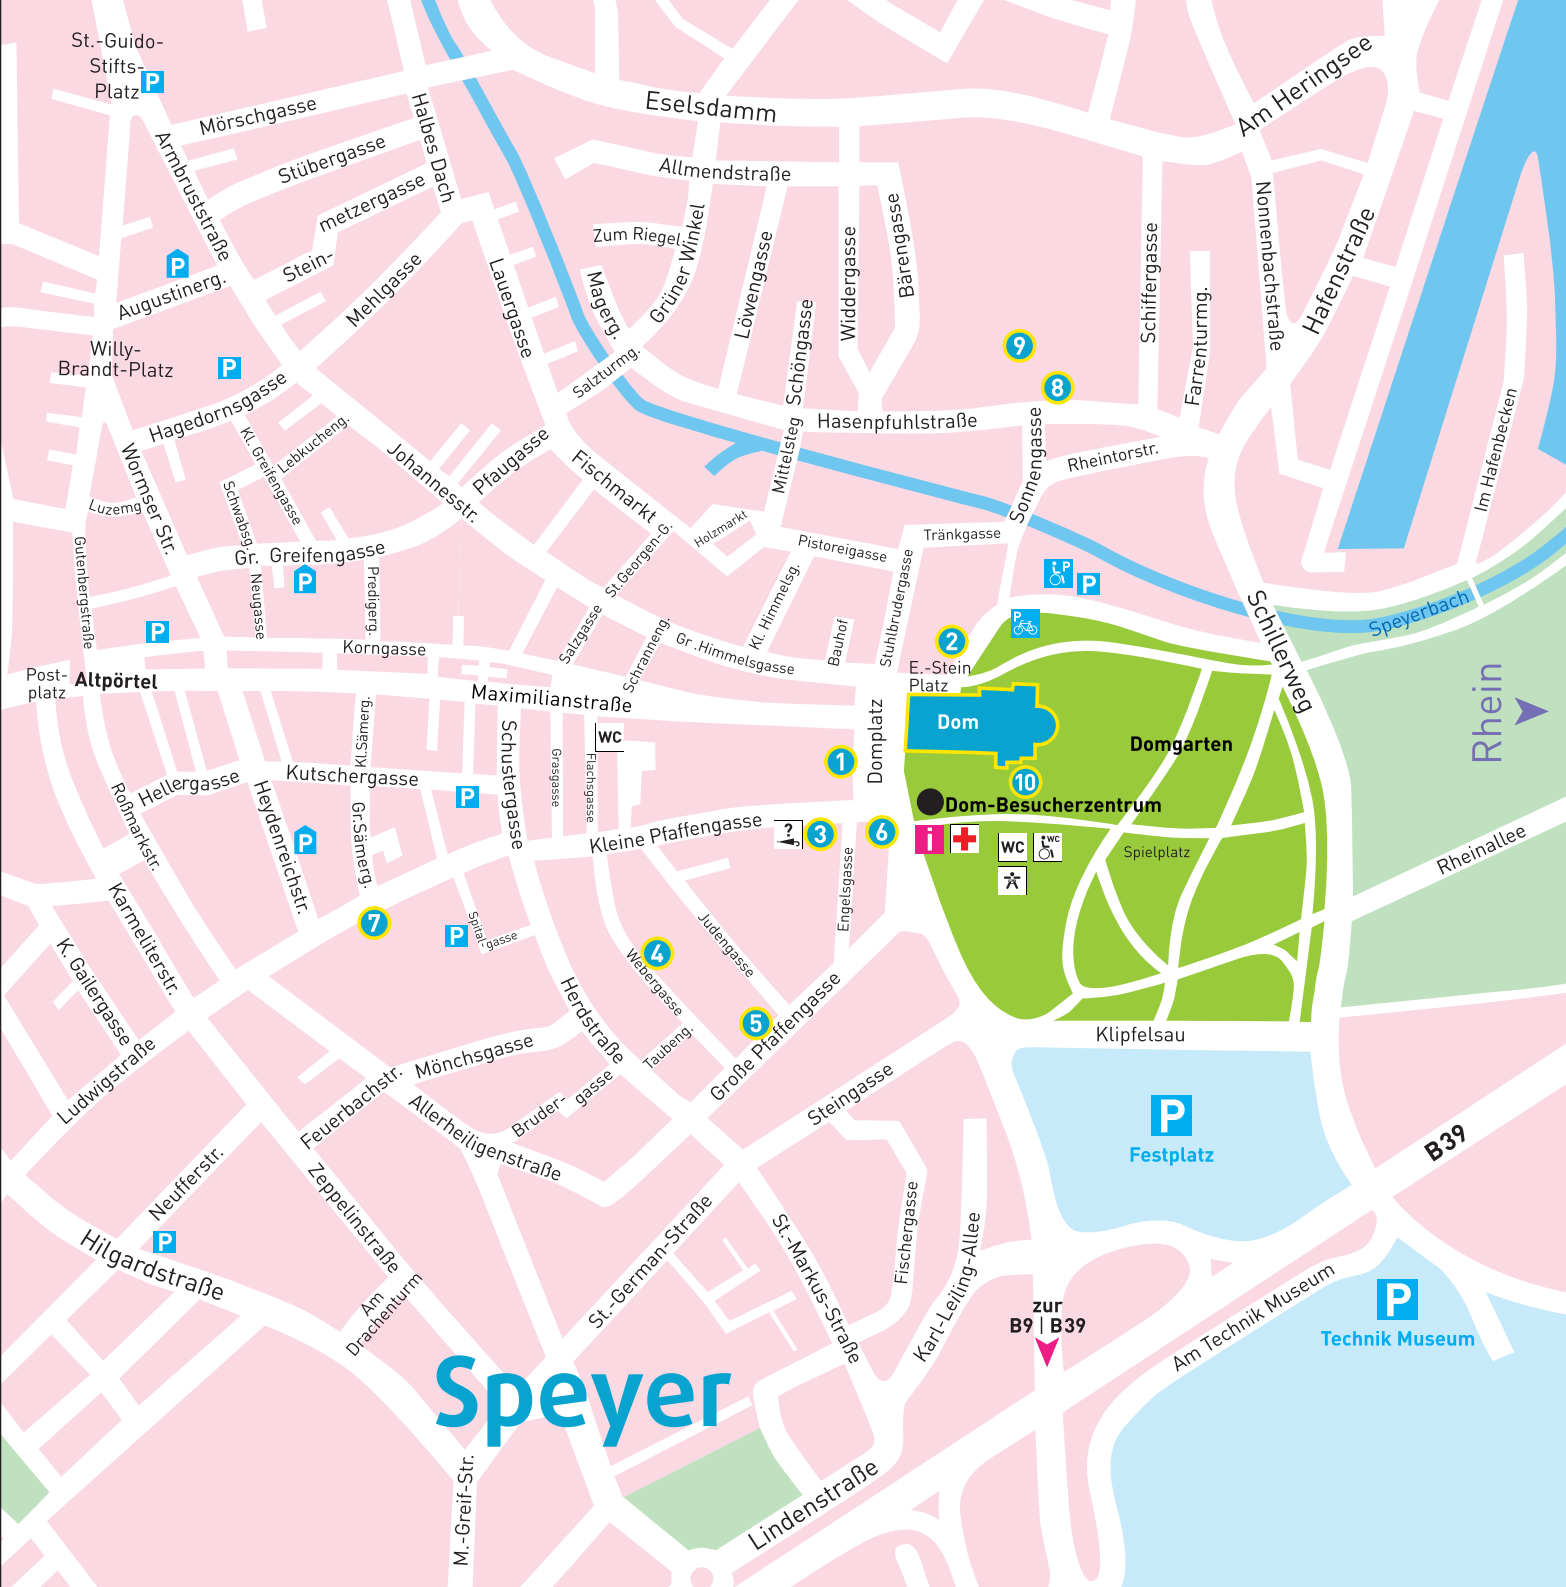 St.-Guido-
Stifts-
Platz
P
Mörschgasse
Halbes Dach
Eselsdamm
Am Heringsee
Armbruststraße
Stübergasse
metzergasse
Stein-
Allmendstraße
Zum Riegel
Grüner Winkel
Löwengasse
Widdergasse
Bärengasse
Schiffergasse
Nonnenbachstraße
Hafenstraße
Farrenturmg.
P
Augustinerg.
Mehlgasse
Lauergasse
Magerg.
Salzturmg.
Schöngasse
Mittelsteg
Willy-
Brandt-Platz
P
Hagedornsgasse
9
8
Hasenpfuhlstraße
Sonnengasse
Rheintorstr.
Im Hafenbecken
Wormser Str.
Kl. Greifengasse
Lebkucheng.
Johannesstr.
Pfaugasse
Fischmarkt
Luzemg
Schwabsg.
Holzmarkt
St.Georgen-G.
Pistoreigasse
Tränkgasse
Gutenbergstraße
Gr. Greifengasse
P
Neugasse
Predigerg.
Salzgasse
Schranneng.
Kl. Himmelsg.
Gr .Himmelsgasse
Bauhof
Stuhlbrudergasse
P
P
P
Schillerweg
Speyerbach
P
Korngasse
2
E.-Stein
Platz
Post-
platz
Altpörtel
Maximilianstraße
Domplatz
Dom
Domgarten
Rhein
WC
Kl.Sämerg.
Gr.Sämerg.
Schustergasse
Grasgasse
Flachsgasse
1
10
Dom-Besucherzentrum
Roßmarkstr.
Hellergasse
Kutschergasse
P
Heydenreichstr.
P
Kleine Pfaffengasse
?
3
6
i
WC
WC
Spielplatz
Rheinallee
Engelsgasse
7
P
Spital-
gasse
4
Webergasse
Judengasse
Karmeliterstr.
K. Gailergasse
Ludwigstraße
Herdstraße
5
Große Pfaffengasse
Taubeng.
Klipfelsau
Mönchsgasse
Feuerbachstr.
Bruder-
gasse
Allerheiligenstraße
Steingasse
P
Festplatz
B39
Neufferstr.
Zeppelinstraße
P
Hilgardstraße
Am
Drachenturm
St.-German-Straße
St.-Markus-Straße
Fischergasse
Karl-Leiling-Allee
zur
B9 | B39
Am Technik Museum
P
Technik Museum
Speyer
M.-Greif-Str.
Lindenstraße